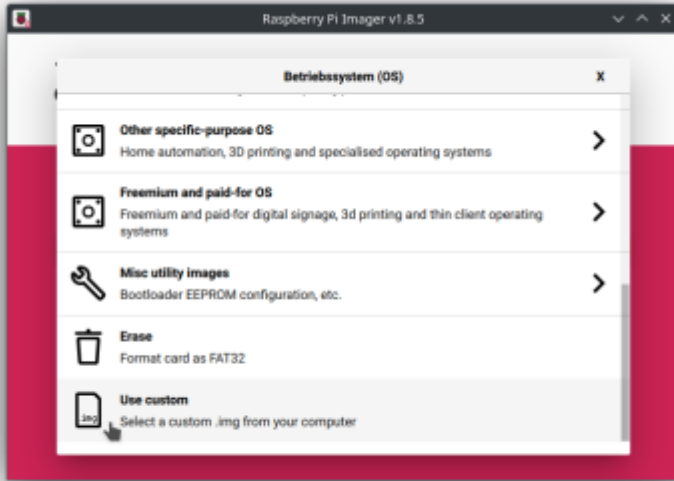 Raspberry Pi Imager v1.8.5
Betriebssystem (OS)
X
Other specific-purpose OS
Home automation, 3D printing and specialised operating systems
Freemium and paid-for OS
Freemium and paid-for digital signage, 3d printing and thin client operating
systems
Misc utility images
Bootloader EEPROM configuration, etc.
Erase
Format card as FAT32
Use custom
.img
Select a custom .img from your computer